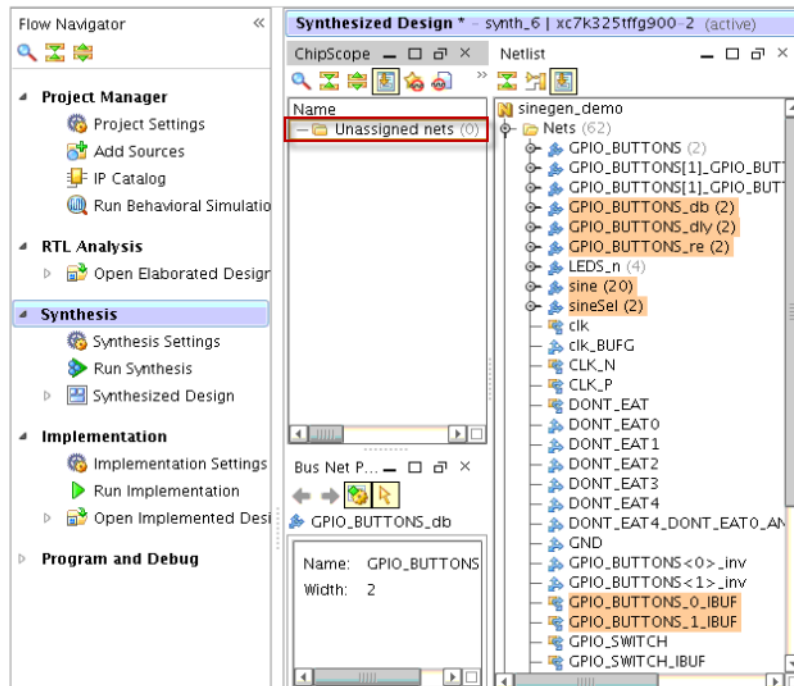 Flow Navigator
Project Manager
Project Settings
Add Sources
IP Catalog
Run Behavioral Simulatio
RTL Analysis
Open Elaborated Desigr
Synthesis
Synthesis Settings
Run Synthesis
Synthesized Design
Implementation
Implementation Settings
Run Implementation
Open Implemented Desi
Program and Debug
Synthesized Design * - synth_6 | xc7k325tffg900-2 (active)
ChipScope
Name
Unassigned nets (0)
Bus Net P...
GPIO_BUTTONS_db
Name: GPIO_BUTTONS
Width: 2
Netlist
sinegen_demo
Nets (62)
GPIO_BUTTONS (2)
GPIO_BUTTONS[1]_GPIO_BUT
GPIO_BUTTONS[1]_GPIO_BUT
GPIO_BUTTONS_db (2)
GPIO_BUTTONS_dly (2)
GPIO_BUTTONS_re (2)
LEDS_n (4)
sine (20)
sineSel (2)
clk
clk_BUFG
CLK_N
CLK_P
DONT_EAT
DONT_EAT0
DONT_EAT1
DONT_EAT2
DONT_EAT3
DONT_EAT4
DONT_EAT4_DONT_EAT0_AN
GND
GPIO_BUTTONS<0>_inv
GPIO_BUTTONS<1>_inv
GPIO_BUTTONS_0_IBUF
GPIO_BUTTONS_1_IBUF
GPIO_SWITCH
GPIO_SWITCH_IBUF